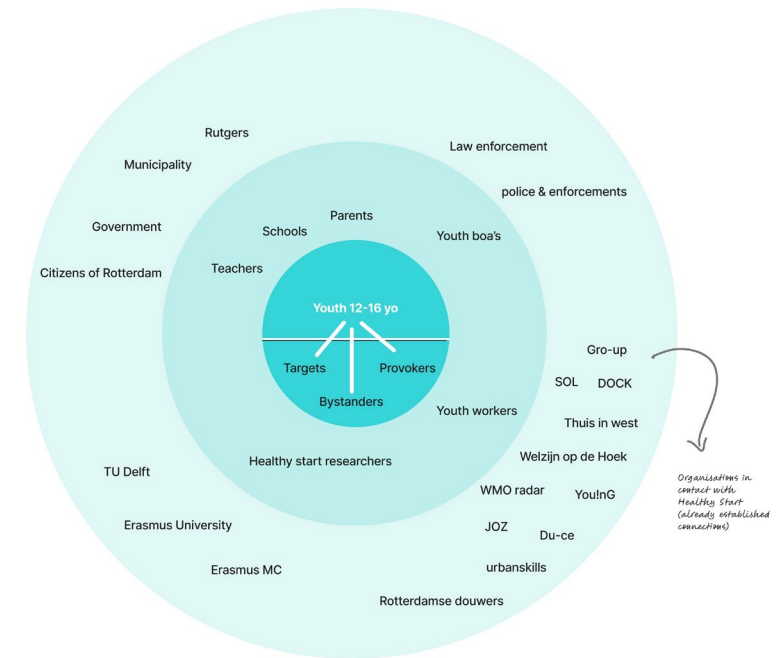 Rutgers
Law enforcement
Municipality
police & enforcements
Parents
Government
Schools
Youth boa's
Teachers
Citizens of Rotterdam
Youth 12-16 yo
Gro-up
Targets
Provokers
SOL
DOCK
Bystanders
Youth workers
Thuis in west
Welzijn op de Hoek
Healthy start researchers
TU Delft
WMO radar
You!nG
Organisations in
contact with
Healthy Start
(already established
connections)
Erasmus University
JOZ
Du-ce
Erasmus MC
urbanskills
Rotterdamse douwers